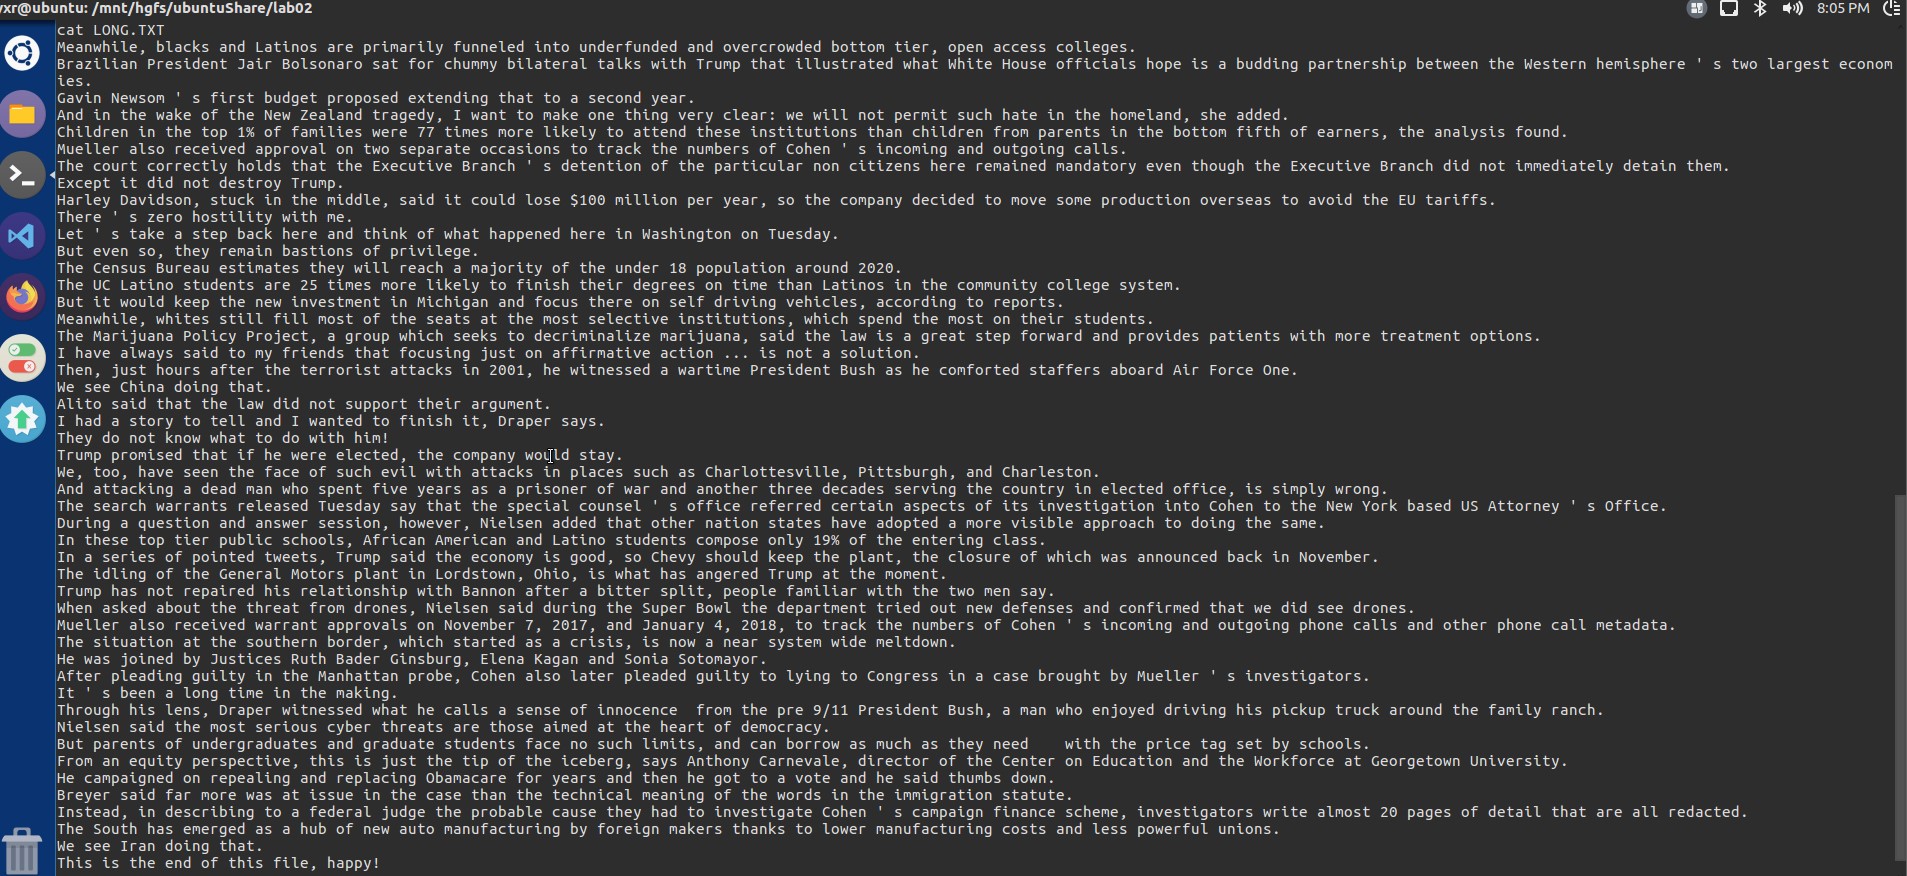 yxr@ubuntu: /mnt/hgfs/ubuntuShare/lab02
8:05 PM
cat LONG.TXT
Meanwhile, blacks and Latinos are primarily funneled into underfunded and overcrowded bottom tier, open access colleges.
Brazilian President Jair Bolsonaro sat for chummy bilateral talks with Trump that illustrated what White House officials hope is a budding partnership between the Western hemisphere ' s two largest econom
ies.
Gavin Newsom ' s first budget proposed extending that to a second year.
And in the wake of the New Zealand tragedy, I want to make one thing very clear: we will not permit such hate in the homeland, she added.
Children in the top 1% of families were 77 times more likely to attend these institutions than children from parents in the bottom fifth of earners, the analysis found.
Mueller also received approval on two separate occasions to track the numbers of Cohen ' s incoming and outgoing calls.
The court correctly holds that the Executive Branch ' s detention of the particular non citizens here remained mandatory even though the Executive Branch did not immediately detain them.
Except it did not destroy Trump.
Harley Davidson, stuck in the middle, said it could lose $100 million per year, so the company decided to move some production overseas to avoid the EU tariffs.
There ' s zero hostility with me.
Let ' s take a step back here and think of what happened here in Washington on Tuesday.
But even so, they remain bastions of privilege.
The Census Bureau estimates they will reach a majority of the under 18 population around 2020.
The UC Latino students are 25 times more likely to finish their degrees on time than Latinos in the community college system.
But it would keep the new investment in Michigan and focus there on self driving vehicles, according to reports.
Meanwhile, whites still fill most of the seats at the most selective institutions, which spend the most on their students.
The Marijuana Policy Project, a group which seeks to decriminalize marijuana, said the law is a great step forward and provides patients with more treatment options.
I have always said to my friends that focusing just on affirmative action ... is not a solution.
Then, just hours after the terrorist attacks in 2001, he witnessed a wartime President Bush as he comforted staffers aboard Air Force One.
We see China doing that.
Alito said that the law did not support their argument.
I had a story to tell and I wanted to finish it, Draper says.
They do not know what to do with him!
Trump promised that if he were elected, the company would stay.
We, too, have seen the face of such evil with attacks in places such as Charlottesville, Pittsburgh, and Charleston.
And attacking a dead man who spent five years as a prisoner of war and another three decades serving the country in elected office, is simply wrong.
The search warrants released Tuesday say that the special counsel ' s office referred certain aspects of its investigation into Cohen to the New York based US Attorney ' s Office.
During a question and answer session, however, Nielsen added that other nation states have adopted a more visible approach to doing the same.
In these top tier public schools, African American and Latino students compose only 19% of the entering class.
In a series of pointed tweets, Trump said the economy is good, so Chevy should keep the plant, the closure of which was announced back in November.
The idling of the General Motors plant in Lordstown, Ohio, is what has angered Trump at the moment.
Trump has not repaired his relationship with Bannon after a bitter split, people familiar with the two men say.
When asked about the threat from drones, Nielsen said during the Super Bowl the department tried out new defenses and confirmed that we did see drones.
Mueller also received warrant approvals on November 7, 2017, and January 4, 2018, to track the numbers of Cohen ' s incoming and outgoing phone calls and other phone call metadata.
The situation at the southern border, which started as a crisis, is now a near system wide meltdown.
He was joined by Justices Ruth Bader Ginsburg, Elena Kagan and Sonia Sotomayor.
After pleading guilty in the Manhattan probe, Cohen also later pleaded guilty to lying to Congress in a case brought by Mueller ' s investigators.
It ' s been a long time in the making.
Through his lens, Draper witnessed what he calls a sense of innocence  from the pre 9/11 President Bush, a man who enjoyed driving his pickup truck around the family ranch.
Nielsen said the most serious cyber threats are those aimed at the heart of democracy.
But parents of undergraduates and graduate students face no such limits, and can borrow as much as they need    with the price tag set by schools.
From an equity perspective, this is just the tip of the iceberg, says Anthony Carnevale, director of the Center on Education and the Workforce at Georgetown University.
He campaigned on repealing and replacing Obamacare for years and then he got to a vote and he said thumbs down.
Breyer said far more was at issue in the case than the technical meaning of the words in the immigration statute.
Instead, in describing to a federal judge the probable cause they had to investigate Cohen ' s campaign finance scheme, investigators write almost 20 pages of detail that are all redacted.
The South has emerged as a hub of new auto manufacturing by foreign makers thanks to lower manufacturing costs and less powerful unions.
We see Iran doing that.
This is the end of this file, happy!